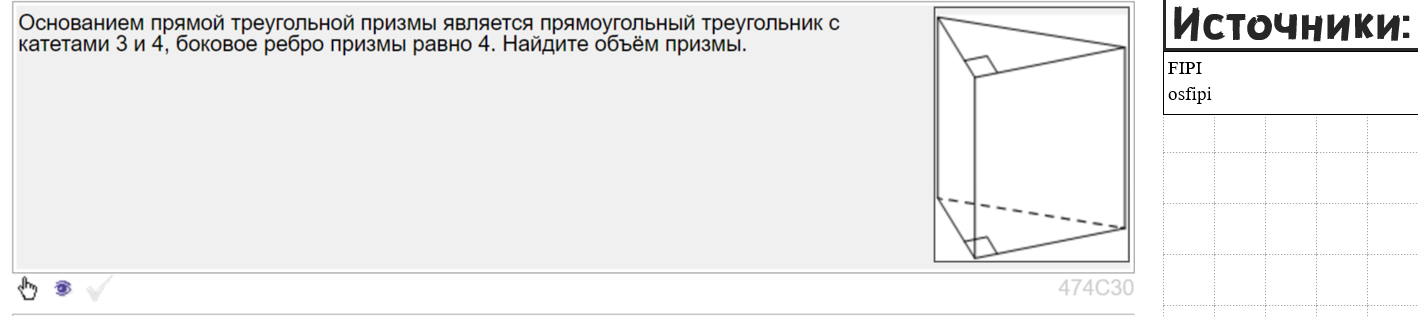 Основанием прямой треугольной призмы является прямоугольный треугольник с
катетами 3 и 4, боковое ребро призмы равно 4. Найдите объём призмы.
474C30
Источники:
FIPI
osfipi